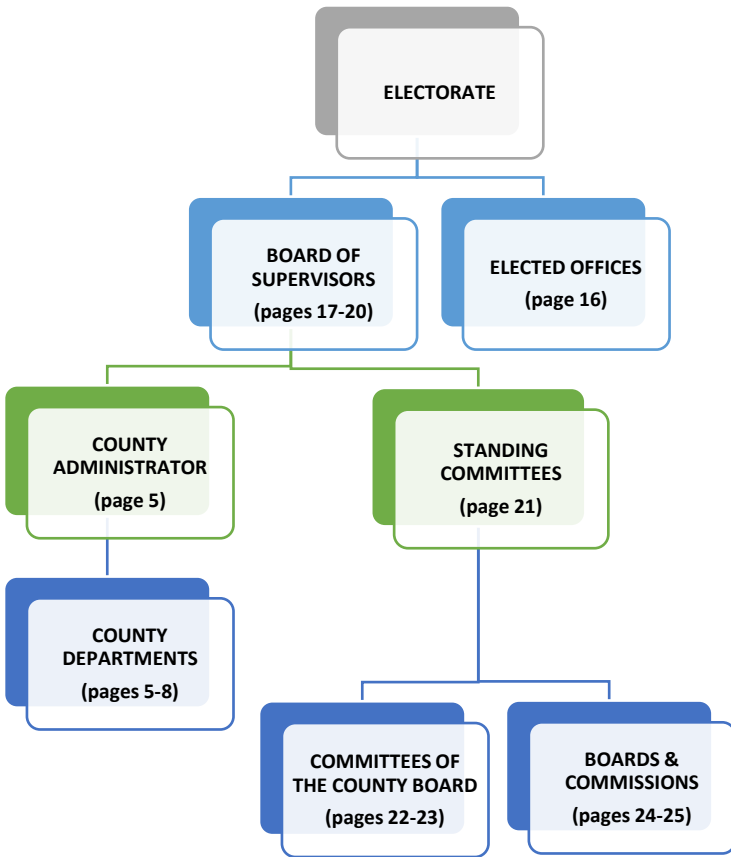 ELECTORATE
BOARD OF
SUPERVISORS
(pages 17-20)
ELECTED OFFICES
(page 16)
COUNTY
ADMINISTRATOR
(page 5)
STANDING
COMMITTEES
(page 21)
COUNTY
DEPARTMENTS
(pages 5-8)
COMMITTEES OF
THE COUNTY BOARD
(pages 22-23)
BOARDS &
COMMISSIONS
(pages 24-25)